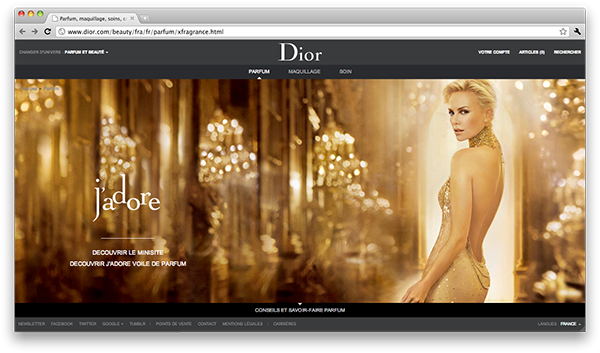 Parfum, maquillage, soins, c
www.dior.com/beauty/fra/fr/parfum/xfragrance.html
CHANGER D'UNIVERS PARFUM ET BEAUTÉ
Dior
VOTRE COMPTE ARTICLES (0) RECHERCHER
PARFUM MAQUILLAGE SOIN
j'adore
DECOUVRIR LE MINISITE
DECOUVRIR J'ADORE VOILE DE PARFUM
CONSEILS ET SAVOIR-FAIRE PARFUM
NEWSLETTER FACEBOOK TWITTER GOOGLE + TUMBLR | POINTS DE VENTE CONTACT MENTIONS LÉGALES | CARRIÈRES LANGUES : FRANCE